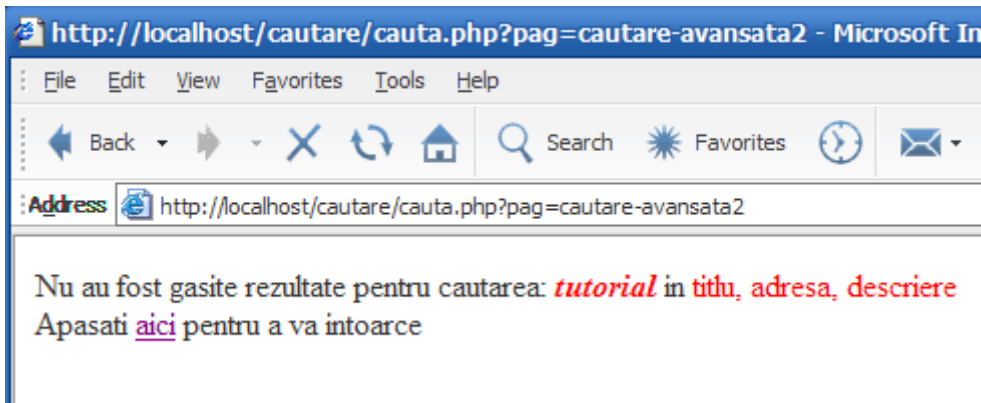 http://localhost/cautare/cauta.php?pag=cautare-avansata2 - Microsoft In
File Edit View Favorites Tools Help
Back Search Favorites
Address http://localhost/cautare/cauta.php?pag=cautare-avansata2
Nu au fost gasite rezultate pentru cautarea: tutorial in titlu, adresa, descriere
Apasati aici pentru a va intoarce